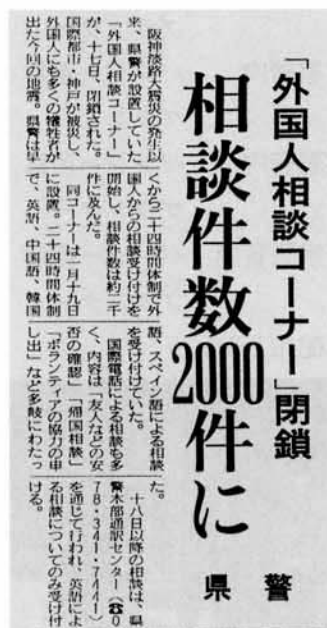 「外国人相談コーナー」閉鎖
相談件数2000件に
県警
阪神淡路大震災の発生以
来、県警が設置していた
「外国人相談コーナー」
が、十七日、閉鎖された。
国際都市・神戸が被災し、
外国人にも多くの犠牲者が
出た今回の地震。県警は早
くから二十四時間体制で外
国人からの相談受け付けを
開始し、相談件数は約二千
件に及んだ。
同コーナーは一月十九日
に設置。二十四時間体制
で、英語、中国語、韓国
語、スペイン語による相談
を受け付けていた。
国際電話による相談も多
く、内容は「友人などの安
否の確認」「帰国相談」
「ボランティアの協力の申
し出」など多岐にわたっ
た。
十八日以降の相談は、県
警本部通訳センター（☎0
78・341・7441）
を通じて行われ、英語によ
る相談についてのみ受け付
ける。